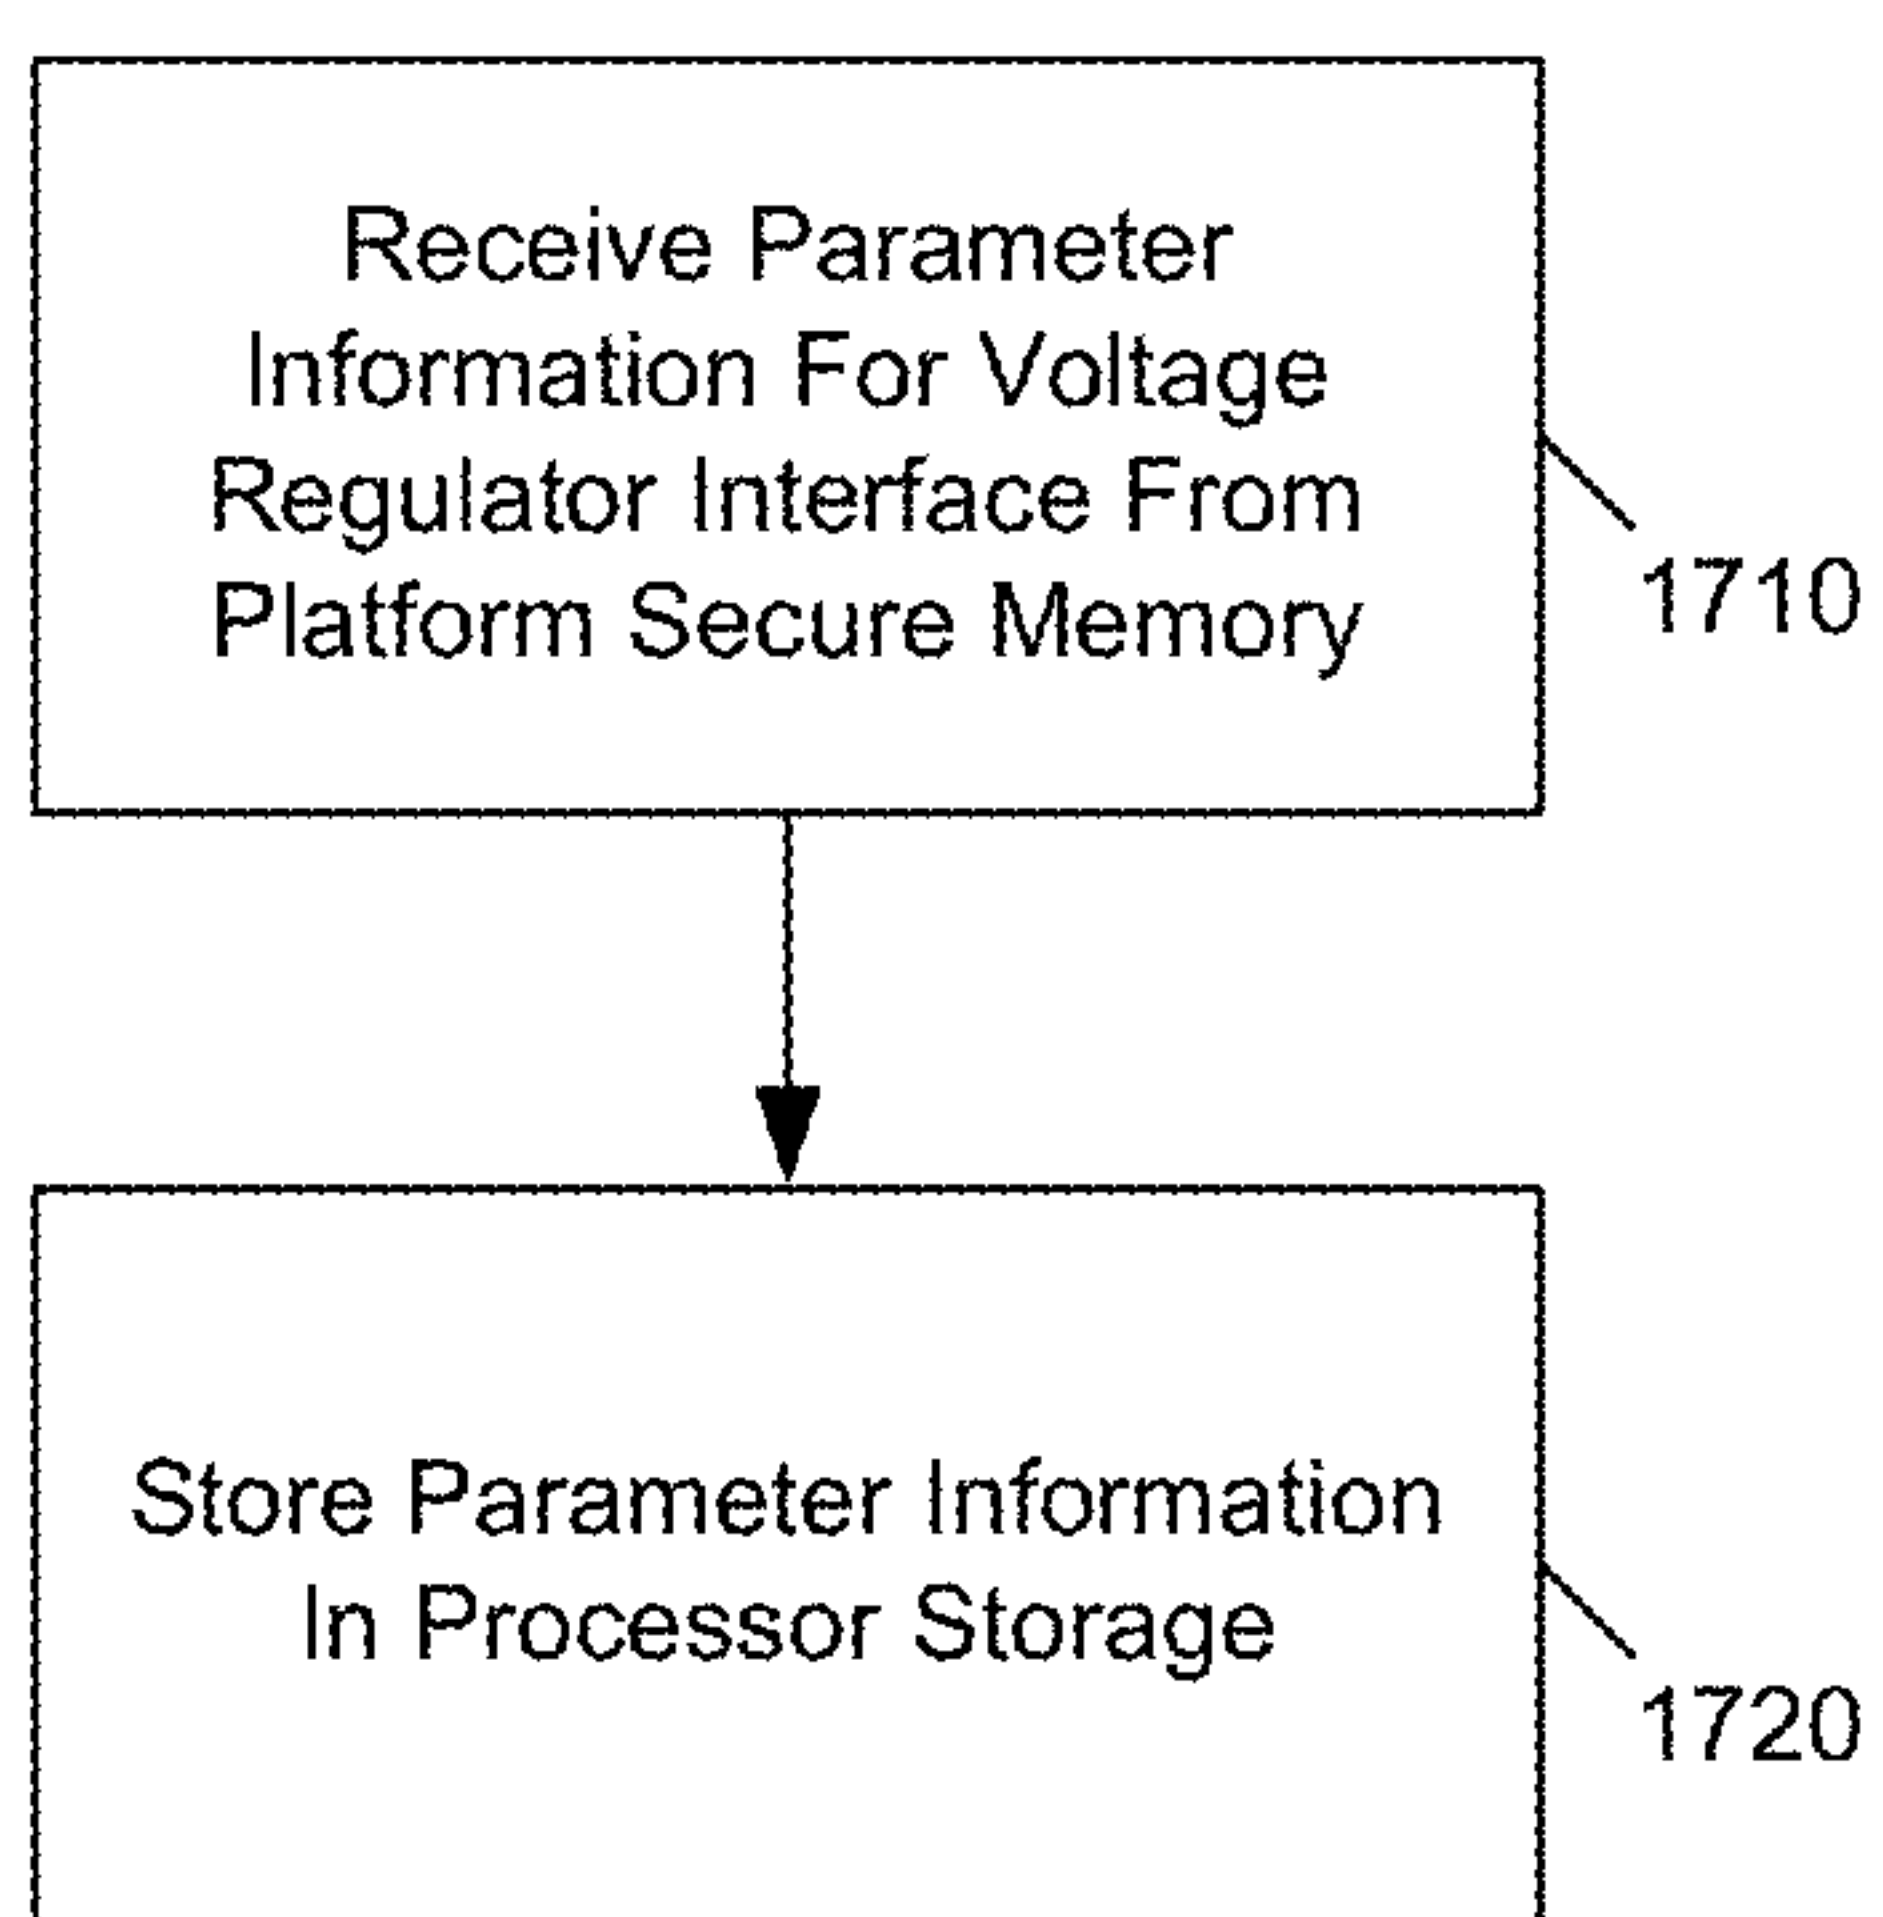 Receive Parameter
Information For Voltage
Regulator Interface From
Platform Secure Memory
1710
Store Parameter Information
In Processor Storage
1720